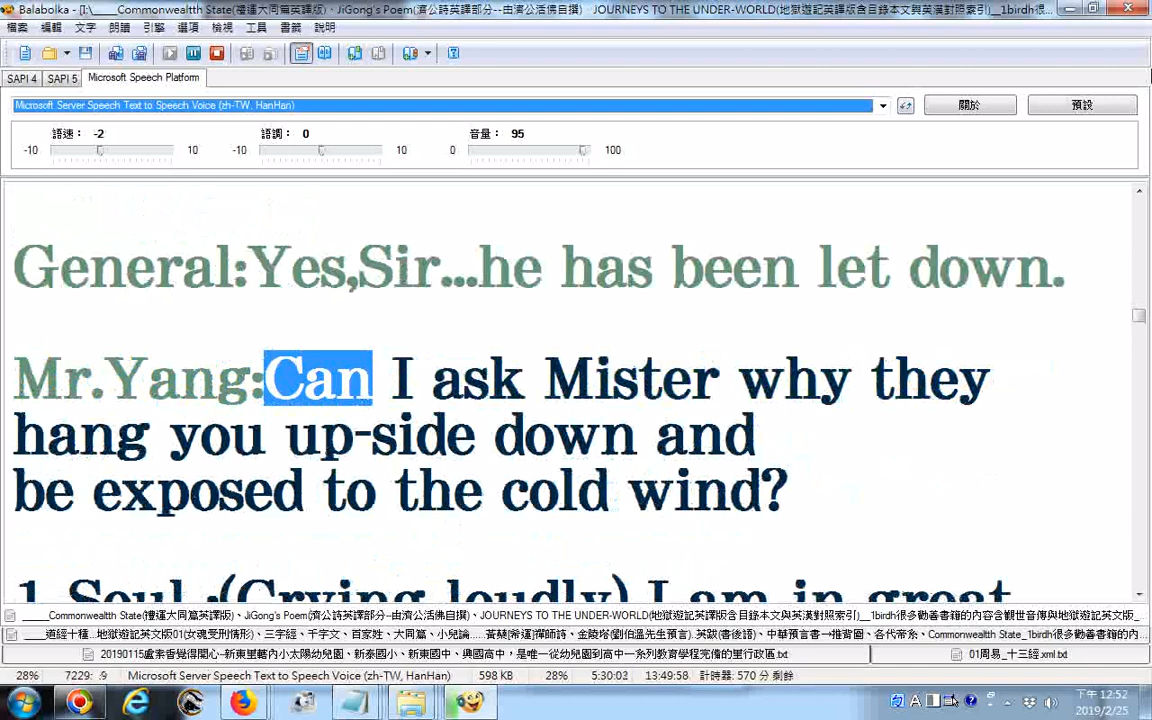 Balabolka - [I:\____Commonwealtth State(禮運大同篇英譯版)、JiGong's Poem(濟公詩英譯部分--由濟公活佛自撰) JOURNEYS TO THE UNDER-WORLD(地獄遊記英譯版含目錄本文與英漢對照索引)__1birdh很...
檔案 編輯 文字 朗讀 引擎 選項 檢視 工具 書籤 說明
SAPI 4 SAPI 5 Microsoft Speech Platform
Microsoft Server Speech Text to Speech Voice (zh-TW, HanHan) 關於 預設
語速： -2 語調： 0 音量： 95
-10 10 -10 10 0 100
General:Yes,Sir...he has been let down.
Mr.Yang:Can I ask Mister why they
hang you up-side down and
be exposed to the cold wind?
1 Soul :(Crying loudly) I am in great
____Commonwealtth State(禮運大同篇英譯版)、JiGong's Poem(濟公詩英譯部分--由濟公活佛自撰)、JOURNEYS TO THE UNDER-WORLD(地獄遊記英譯版含目錄本文與英漢對照索引)__1birdh很多勸善書籍的內容含觀世音傳與地獄遊記英文版_
____道經十種...地獄遊記英文版01(女魂受刑情形)、三字經、千字文、百家姓、大同篇、小兒論.....黃蘗[希運]禪師詩、金陵塔(劉伯溫先生預言).英跋(書後語)、中華預言書—推背圖、各代帝系、Commonwealth State_1birdh很多勸善書籍的內...
20190115盧素香覺得開心--新東里轄內小太陽幼兒園、新泰國小、新東國中、興國高中，是唯一從幼兒園到高中一系列教育學程完備的里行政區.txt 01周易_十三經.xml.txt
28% 7229: .9 Microsoft Server Speech Text to Speech Voice (zh-TW, HanHan) 598 KB 28% 5:30:02 13:49:58 計時器: 570 分 剩餘
下午 12:52
2019/2/25